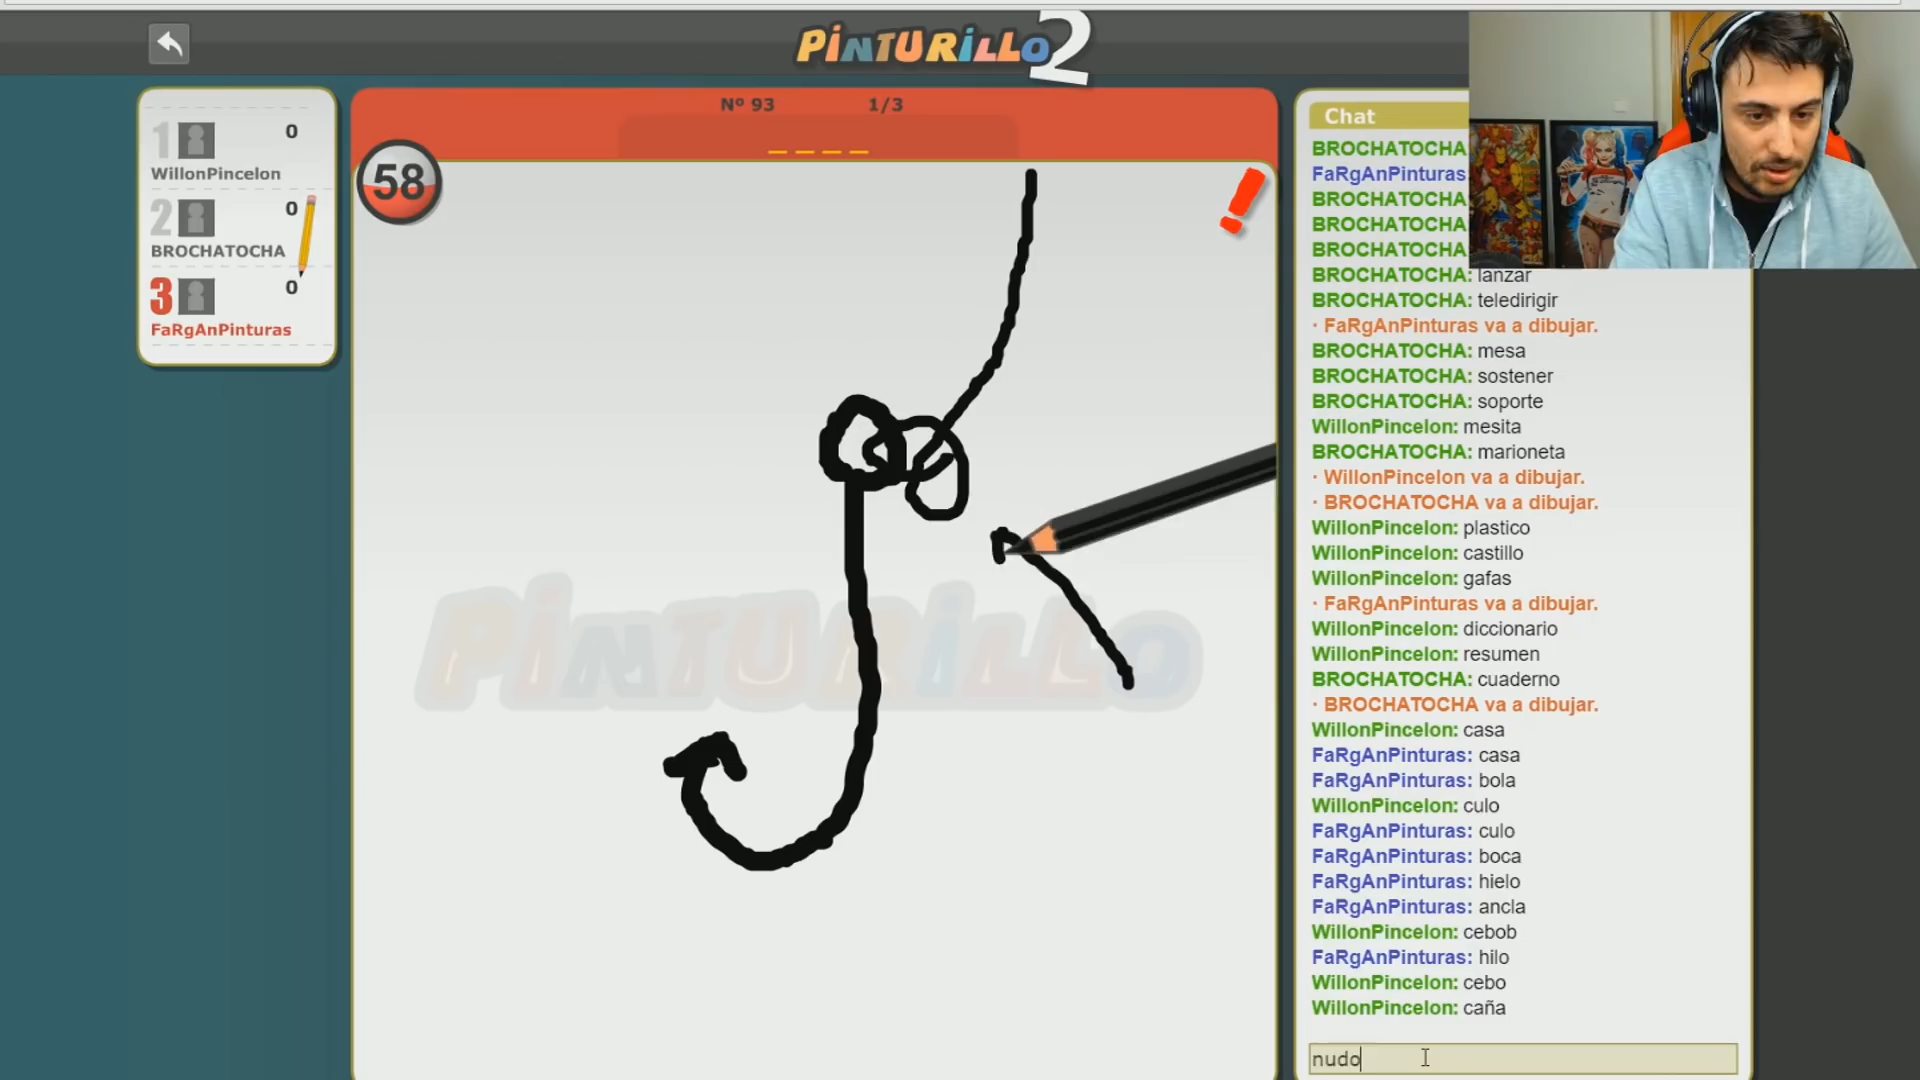 PINTURILLO 2
Nº 93 1/3
58
1 0
WillonPincelon
2 0
BROCHATOCHA
3 0
FaRgAnPinturas
PINTURILLO
Chat
BROCHATOCHA
FaRgAnPinturas:
BROCHATOCHA
BROCHATOCHA
BROCHATOCHA
BROCHATOCHA: lanzar
BROCHATOCHA: teledirigir
· FaRgAnPinturas va a dibujar.
BROCHATOCHA: mesa
BROCHATOCHA: sostener
BROCHATOCHA: soporte
WillonPincelon: mesita
BROCHATOCHA: marioneta
· WillonPincelon va a dibujar.
· BROCHATOCHA va a dibujar.
WillonPincelon: plastico
WillonPincelon: castillo
WillonPincelon: gafas
· FaRgAnPinturas va a dibujar.
WillonPincelon: diccionario
WillonPincelon: resumen
BROCHATOCHA: cuaderno
· BROCHATOCHA va a dibujar.
WillonPincelon: casa
FaRgAnPinturas: casa
FaRgAnPinturas: bola
WillonPincelon: culo
FaRgAnPinturas: culo
FaRgAnPinturas: boca
FaRgAnPinturas: hielo
FaRgAnPinturas: ancla
WillonPincelon: cebob
FaRgAnPinturas: hilo
WillonPincelon: cebo
WillonPincelon: caña
nudo